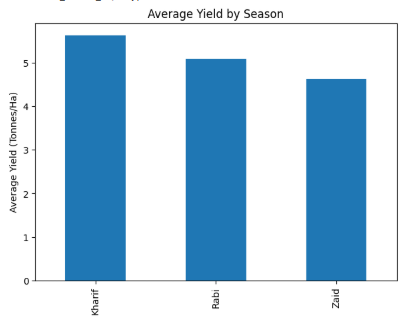 Average Yield by Season
Average Yield (Tonnes/Ha)
5
4
3
2
1
0
Kharif
Rabi
Zaid